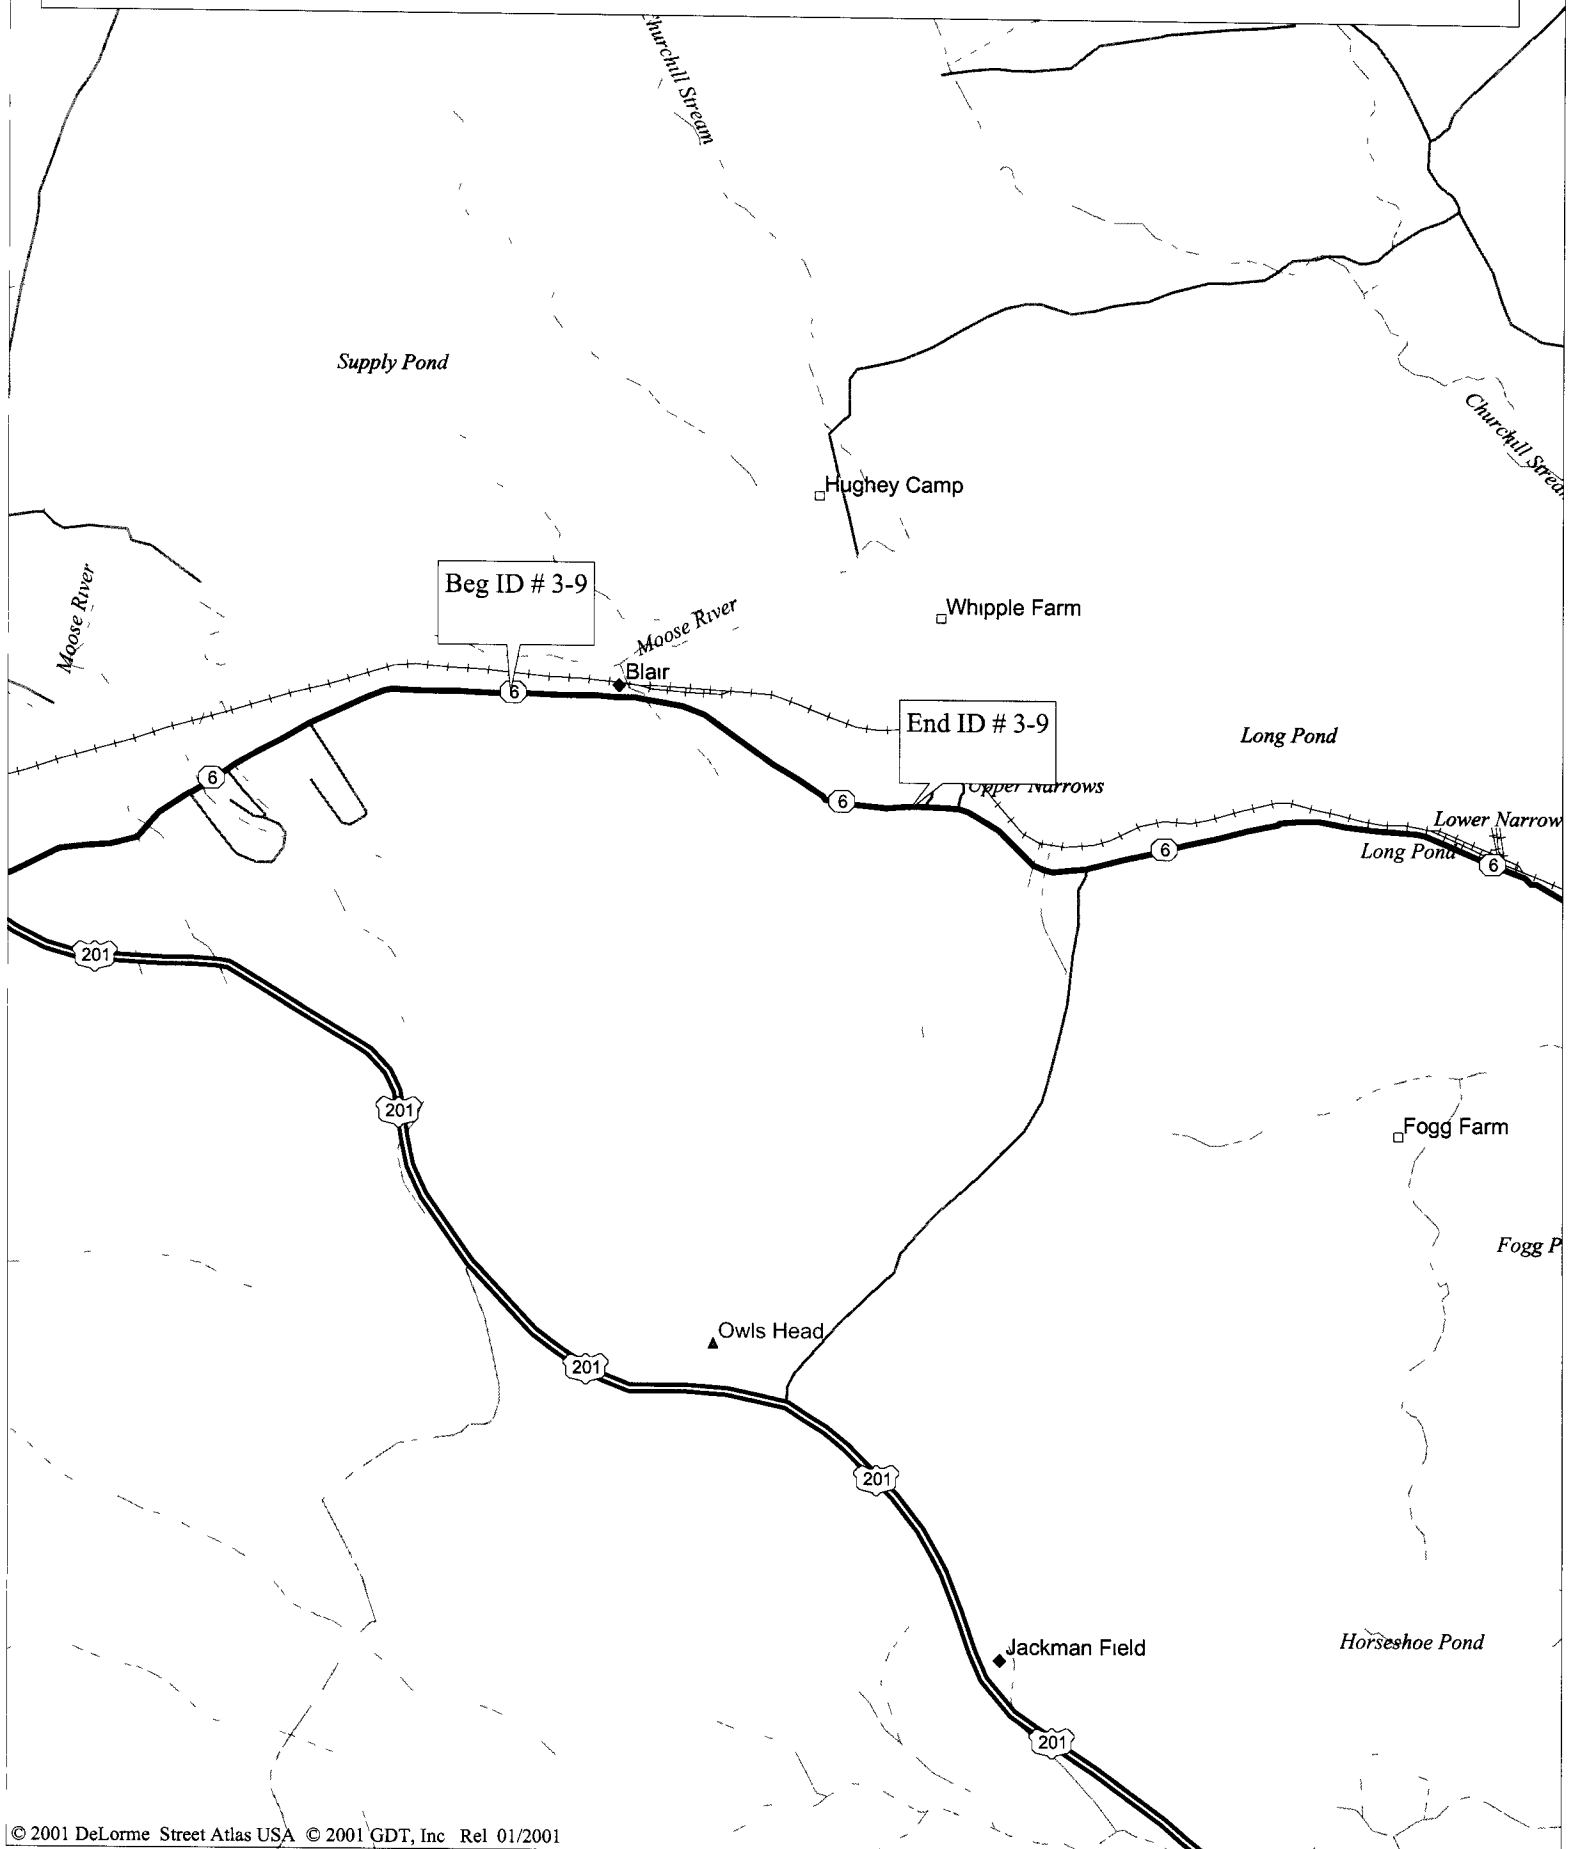 Churchill Stream
Supply Pond
Churchill
Hughey Camp
Moose River
Beg ID # 3-9
Whipple Farm
Moose River
Blair
6
End ID # 3-9
Long Pond
6
Upper Narrows
6
Lower Narrow
6
Long Pond
6
201
201
Fogg Farm
Fogg P
Owls Head
201
201
Jackman Field
Horseshoe Pond
201
© 2001 DeLorme Street Atlas USA © 2001 GDT, Inc Rel 01/2001